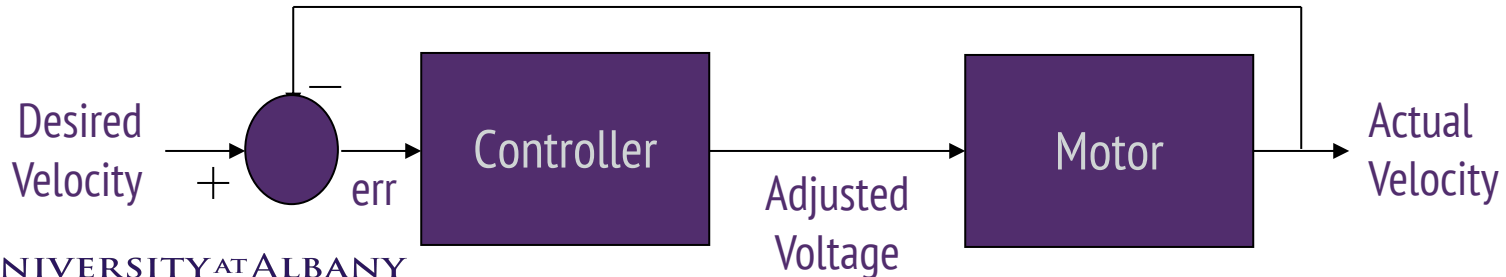 Desired
Velocity
+
−
err
Controller
Adjusted
Voltage
Motor
Actual
Velocity
NIVERSITY AT ALBANY